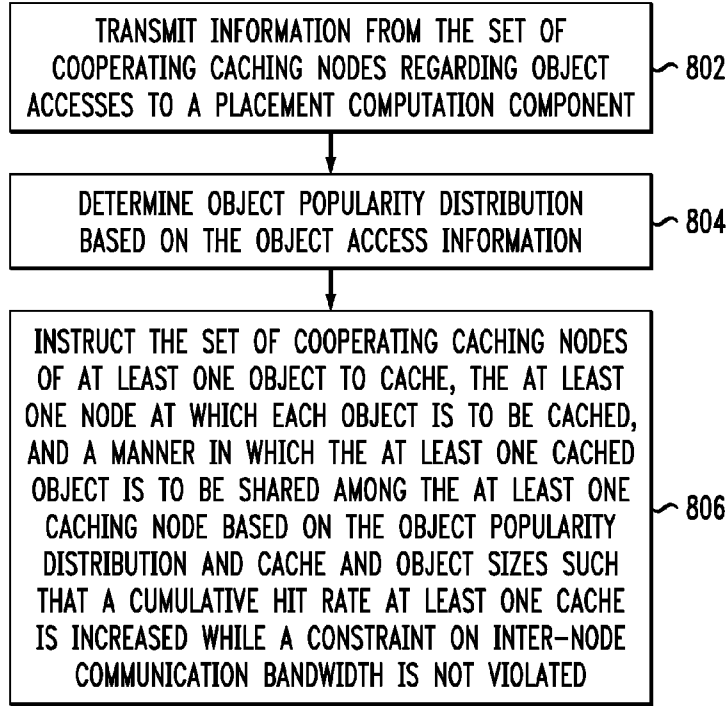 TRANSMIT INFORMATION FROM THE SET OF
COOPERATING CACHING NODES REGARDING OBJECT
ACCESSES TO A PLACEMENT COMPUTATION COMPONENT
802
DETERMINE OBJECT POPULARITY DISTRIBUTION
BASED ON THE OBJECT ACCESS INFORMATION
804
INSTRUCT THE SET OF COOPERATING CACHING NODES
OF AT LEAST ONE OBJECT TO CACHE, THE AT LEAST
ONE NODE AT WHICH EACH OBJECT IS TO BE CACHED,
AND A MANNER IN WHICH THE AT LEAST ONE CACHED
OBJECT IS TO BE SHARED AMONG THE AT LEAST ONE
CACHING NODE BASED ON THE OBJECT POPULARITY
DISTRIBUTION AND CACHE AND OBJECT SIZES SUCH
THAT A CUMULATIVE HIT RATE AT LEAST ONE CACHE
IS INCREASED WHILE A CONSTRAINT ON INTER-NODE
COMMUNICATION BANDWIDTH IS NOT VIOLATED
806